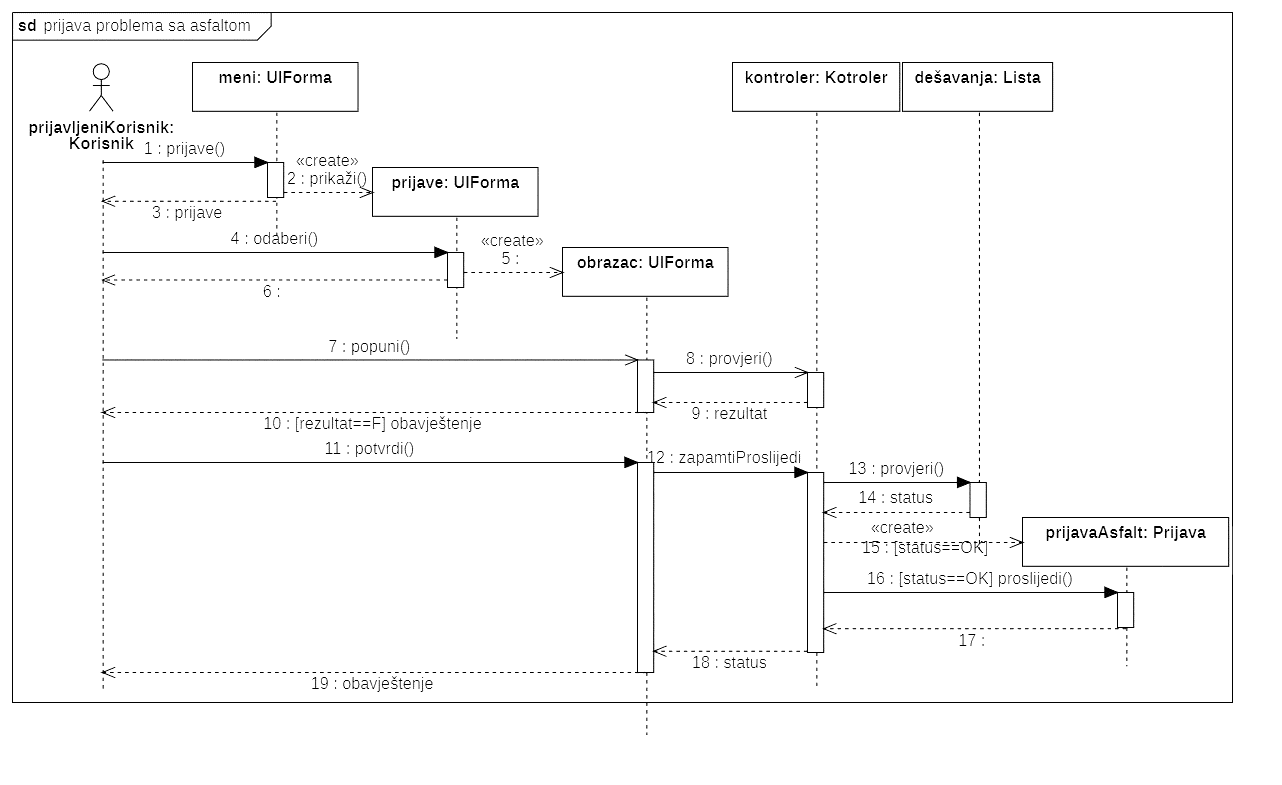 sd prijava problema sa asfaltom
meni: UIForma
kontroler: Kotroler
dešavanja: Lista
prijavljeniKorisnik:
Korisnik
1 : prijave()
«create»
2 : prikaži()
prijave: UIForma
3 : prijave
4 : odaberi()
«create»
5 :
obrazac: UIForma
6 :
7 : popuni()
8 : provjeri()
9 : rezultat
10 : [rezultat==F] obavještenje
11 : potvrdi()
12 : zapamtiProslijedi
13 : provjeri()
14 : status
«create»
15 : [status==OK]
prijavaAsfalt: Prijava
16 : [status==OK] proslijedi()
17 :
18 : status
19 : obavještenje